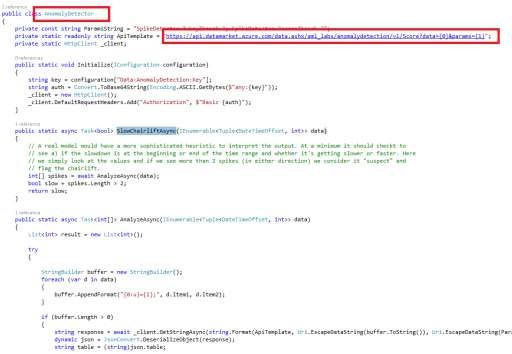 1 reference
public class AnomalyDetector
{
private const string ParamsString =
private static readonly string ApiTemplate = "https://api.datamarket.azure.com/data.ashx/aml_labs/anomalydetection/v1/Score?data={0}&params={1}";
private static HttpClient _client;
0 references
public static void Initialize(IConfiguration configuration)
{
string key = configuration["Data:AnomalyDetection:Key"];
string auth = Convert.ToBase64String(Encoding.ASCII.GetBytes($"any:{key}"));
_client = new HttpClient();
_client.DefaultRequestHeaders.Add("Authorization", $"Basic {auth}");
}
1 reference
public static async Task<bool> SlowChairliftAsync(IEnumerable<Tuple<DateTimeOffset, int>> data)
{
// A real model would have a more sophisticated heuristic to interpret the output. At a minimum it should check to
// see a) if the slowdown is at the beginning or end of the time range and whether it's getting slower or faster. Here
// we simply look at the values and if we see more than 2 spikes (in either direction) we consider it "suspect" and
// flag the chairlift.
int[] spikes = await AnalyzeAsync(data);
bool slow = spikes.Length > 2;
return slow;
}
1 reference
public static async Task<int[]> AnalyzeAsync(IEnumerable<Tuple<DateTimeOffset, int>> data)
{
List<int> result = new List<int>();
try
{
StringBuilder buffer = new StringBuilder();
foreach (var d in data)
{
buffer.AppendFormat("{0:u}={1};", d.Item1, d.Item2);
}
if (buffer.Length > 0)
{
string response = await _client.GetStringAsync(string.Format(ApiTemplate, Uri.EscapeDataString(buffer.ToString()), Uri.EscapeDataString(Par
dynamic json = JsonConvert.DeserializeObject(response);
string table = (string)json.table;